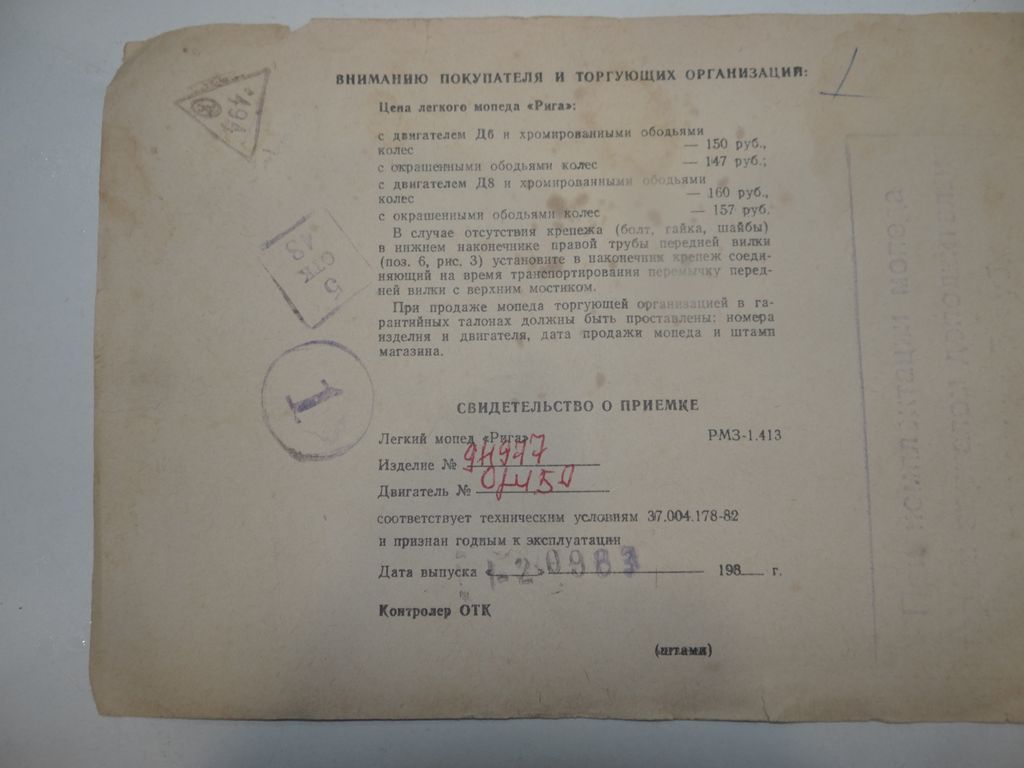 ВНИМАНИЮ ПОКУПАТЕЛЯ И ТОРГУЮЩИХ ОРГАНИЗАЦИЙ:
Цена легкого мопеда «Рига»:
с двигателем Д6 и хромированными ободьями
колес — 150 руб.,
с окрашенными ободьями колес — 147 руб.;
с двигателем Д8 и хромированными ободьями
колес — 160 руб.,
с окрашенными ободьями колес — 157 руб.
В случае отсутствия крепежа (болт, гайка, шайбы)
в нижнем наконечнике правой трубы передней вилки
(поз. 6, рис. 3) установите в наконечник крепеж соеди-
няющий на время транспортирования перемычку перед-
ней вилки с верхним мостиком.
При продаже мопеда торгующей организацией в га-
рантийных талонах должны быть проставлены: номера
изделия и двигателя, дата продажи мопеда и штамп
магазина.
494
ОТК
1
СВИДЕТЕЛЬСТВО О ПРИЕМКЕ
Легкий мопед «Рига» РМЗ-1.413
Изделие №
Двигатель №
соответствует техническим условиям 37.004.178-82
и признан годным к эксплуатации
Дата выпуска 0983 198 г.
Контролер ОТК
(штамп)